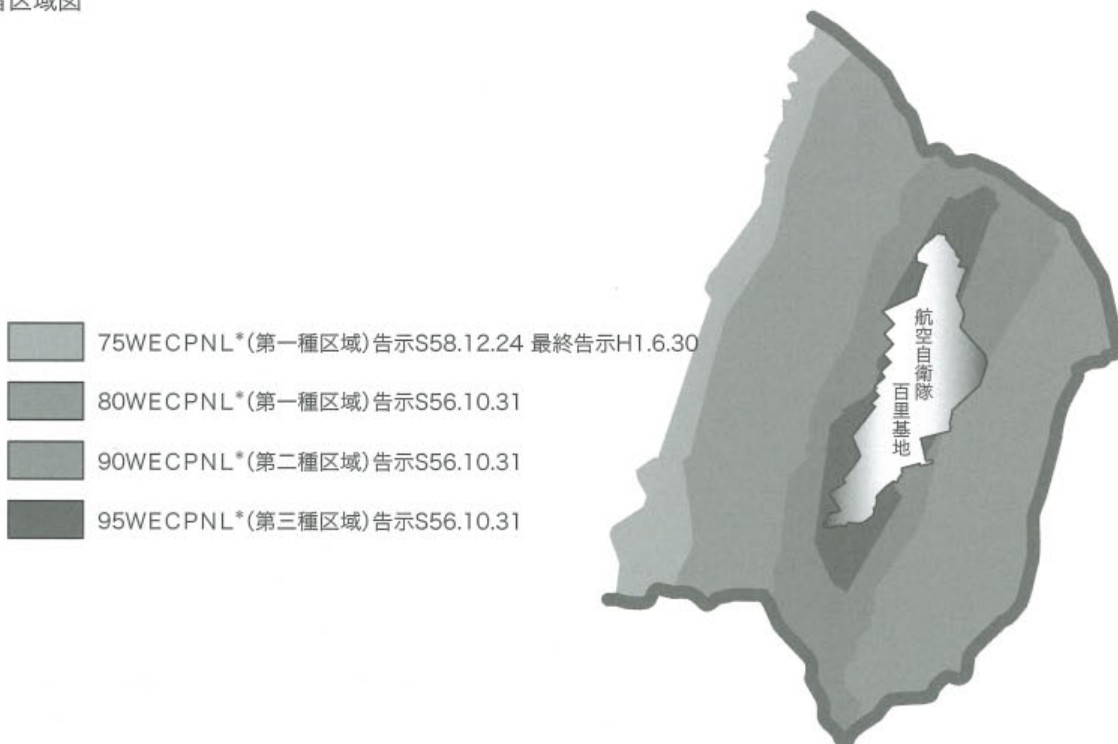 区域図
75WECPNL*(第一種区域)告示S58.12.24 最終告示H1.6.30
80WECPNL*(第一種区域)告示S56.10.31
90WECPNL*(第二種区域)告示S56.10.31
95WECPNL*(第三種区域)告示S56.10.31
航空自衛隊
百里基地